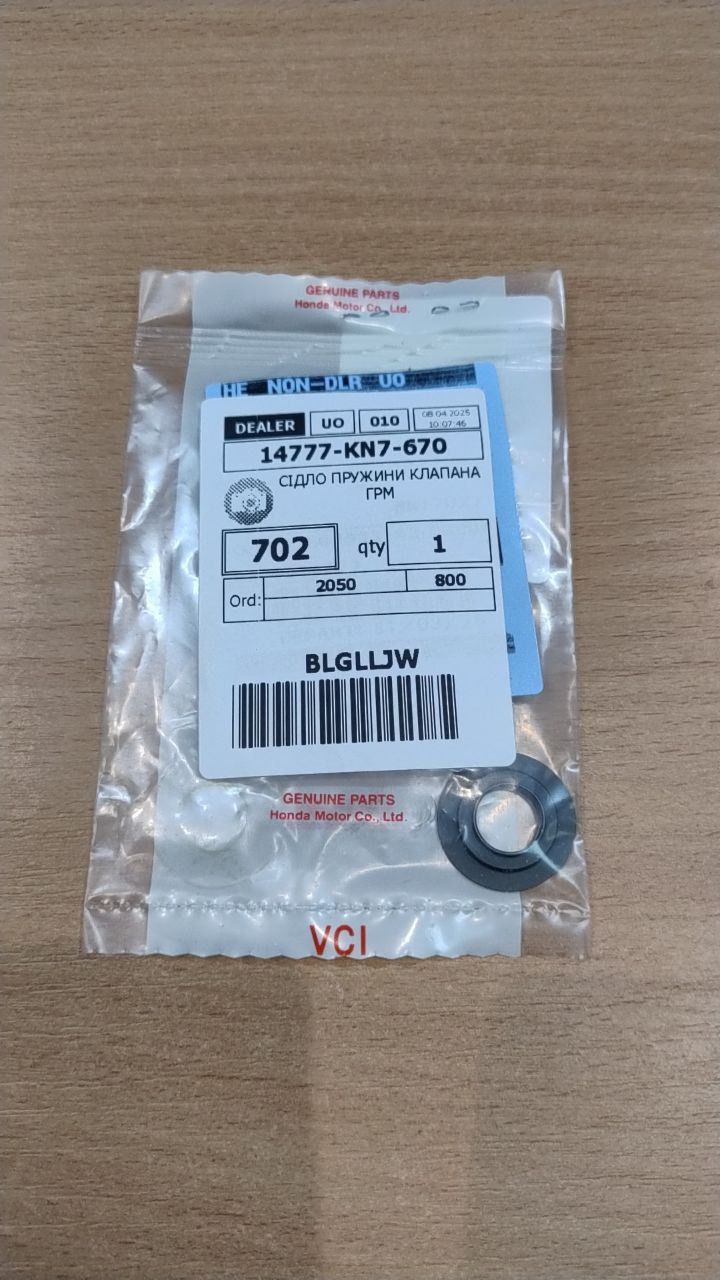 GENUINE PARTS
Honda Motor Co., Ltd.
HE NON-DLR UO
DEALER UO 010 08.04.2025
10:07:46
14777-KN7-670
СІДЛО ПРУЖИНИ КЛАПАНА
ГРМ
702 qty 1
2050 800
Ord:
BLGLLJW
GENUINE PARTS
Honda Motor Co., Ltd.
VCI